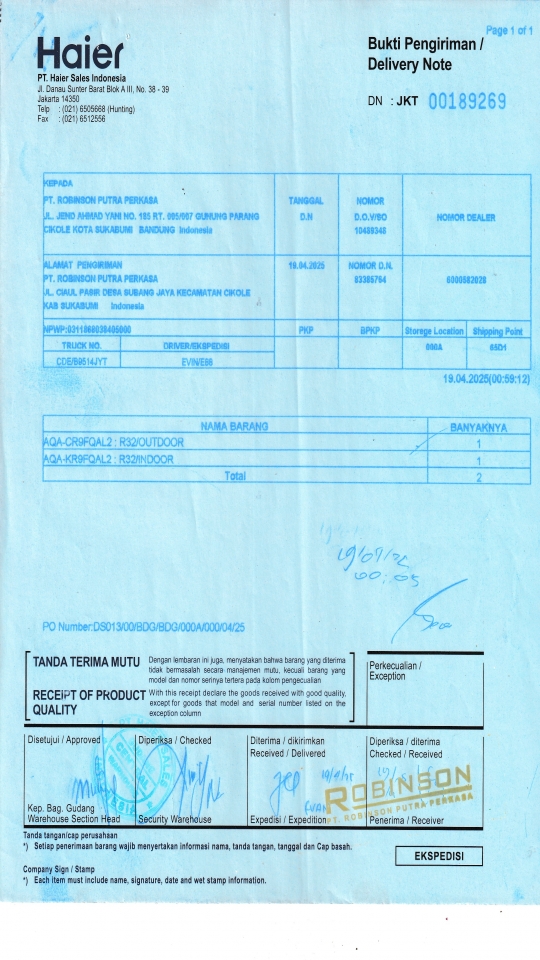 Page 1 of 1
Haier
Bukti Pengiriman /
Delivery Note
PT. Haier Sales Indonesia
Jl. Danau Sunter Barat Blok A III, No. 38 - 39
Jakarta 14350
Telp : (021) 6505668 (Hunting)
Fax : (021) 6512556
DN : JKT 00189269
KEPADA
PT. ROBINSON PUTRA PERKASA
JL. JEND AHMAD YANI NO. 185 RT. 005/007 GUNUNG PARANG
CIKOLE KOTA SUKABUMI BANDUNG Indonesia
TANGGAL
D.N
NOMOR
D.O.V/SO
10489348
NOMOR DEALER
ALAMAT PENGIRIMAN
PT. ROBINSON PUTRA PERKASA
JL. CIAUL PASIR DESA SUBANG JAYA KECAMATAN CIKOLE
KAB SUKABUMI Indonesia
19.04.2025
NOMOR D.N.
83385764
6000582028
NPWP:0311868038405000
PKP
BPKP
Storege Location
Shipping Point
TRUCK NO.
DRIVER/EKSPEDISI
000A
65D1
CDE/B9514JYT
EVIN/E86
19.04.2025(00:59:12)
NAMA BARANG
BANYAKNYA
AQA-CR9FQAL2 : R32/OUTDOOR
1
AQA-KR9FQAL2 : R32/INDOOR
1
Total
2
PO Number:DS013/00/BDG/BDG/000A/000/04/25
TANDA TERIMA MUTU
Dengan lembaran ini juga, menyatakan bahwa barang yang diterima
tidak bermasalah secara manajemen mutu, kecuali barang yang
model dan nomor serinya tertera pada kolom pengecualian
RECEIPT OF PRODUCT
QUALITY
With this receipt declare the goods received with good quality,
except for goods that model and serial number listed on the
exception column
Perkecualian /
Exception
Disetujui / Approved
Diperiksa / Checked
Diterima / dikirimkan
Received / Delivered
Diperiksa / diterima
Checked / Received
ROBINSON
PT. ROBINSON PUTRA PERKASA
Kep. Bag. Gudang
Warehouse Section Head
Security Warehouse
Expedisi / Expedition
Penerima / Receiver
Tanda tangan/cap perusahaan
*) Setiap penerimaan barang wajib menyertakan informasi nama, tanda tangan, tanggal dan Cap basah.
EKSPEDISI
Company Sign / Stamp
*) Each item must include name, signature, date and wet stamp information.